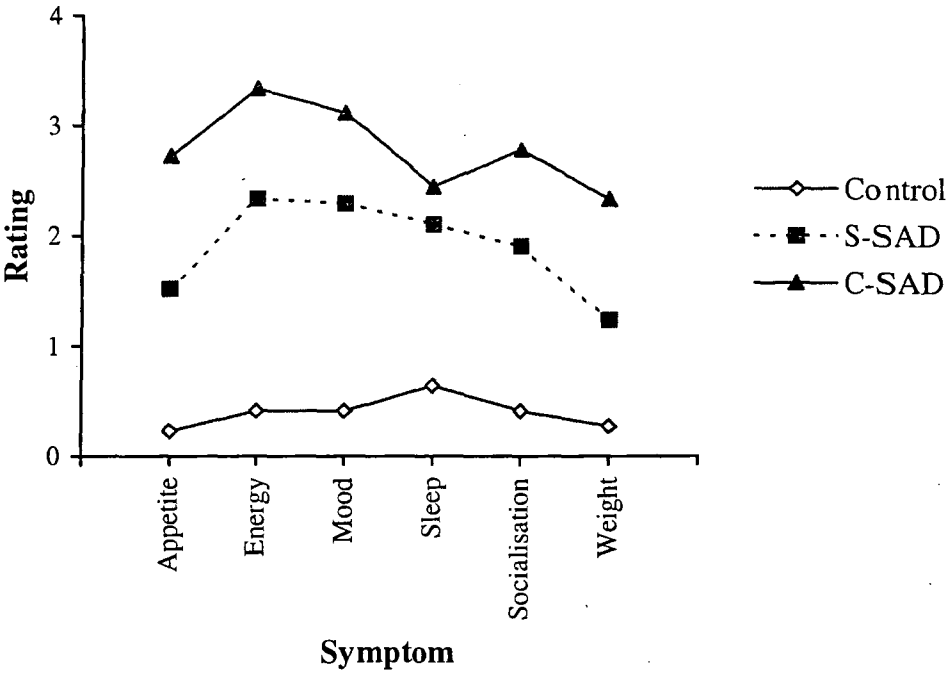 4
3
2
1
0
Rating
Appetite
Energy
Mood
Sleep
Socialisation
Weight
Symptom
Control
S-SAD
C-SAD